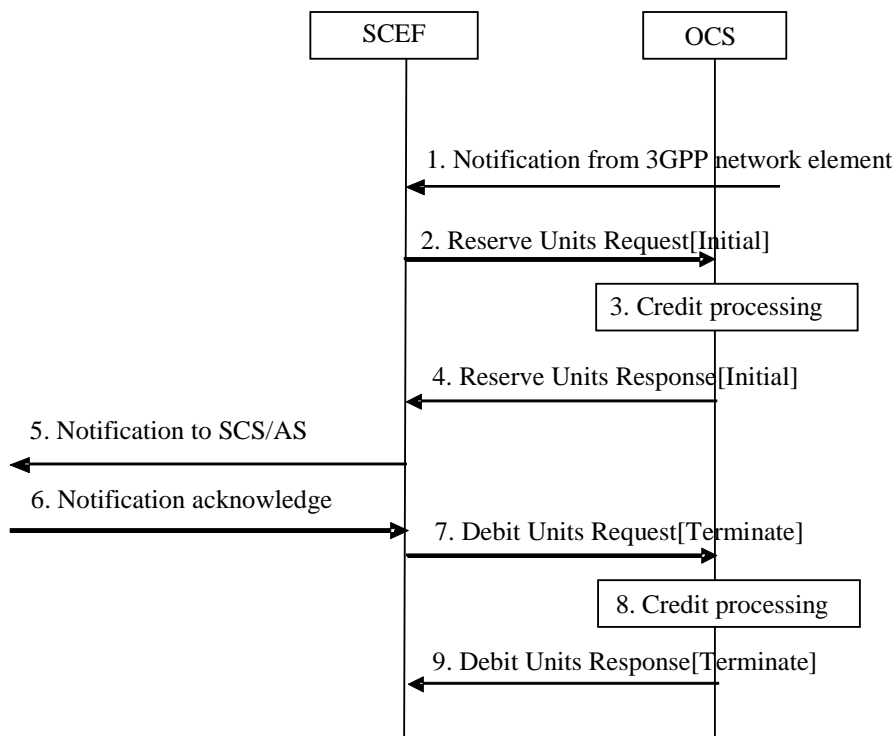 SCEF
OCS
1. Notification from 3GPP network element
2. Reserve Units Request[Initial]
3. Credit processing
4. Reserve Units Response[Initial]
5. Notification to SCS/AS
6. Notification acknowledge
7. Debit Units Request[Terminate]
8. Credit processing
9. Debit Units Response[Terminate]